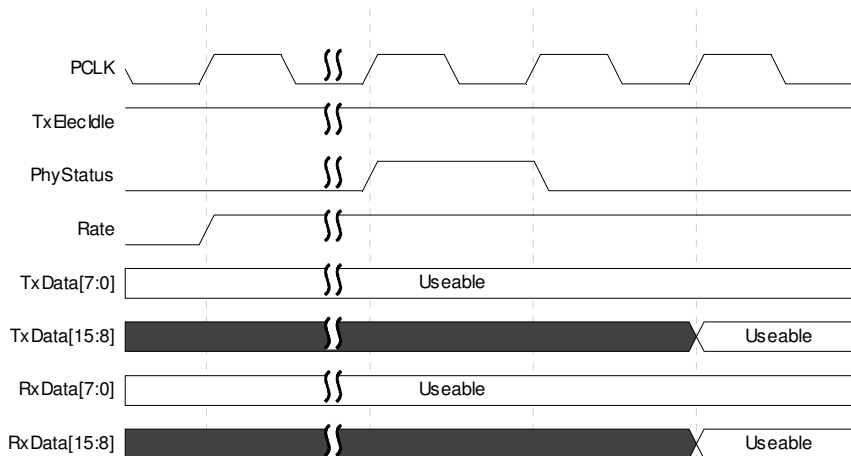 PCLK
TxElecIdle
PhyStatus
Rate
TxData[7:0]
Useable
TxData[15:8]
Useable
RxData[7:0]
Useable
RxData[15:8]
Useable